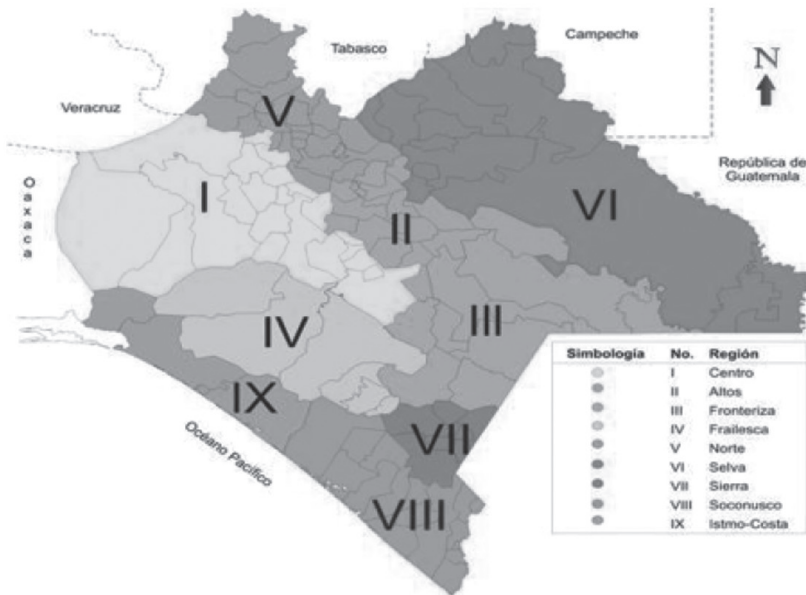 Campeche
Tabasco
N
Veracruz
V
República de
Guatemala
Oaxaca
I
VI
II
III
IV
IX
VII
VIII
Océano Pacífico
Simbología No. Región
I Centro
II Altos
III Fronteriza
IV Frailesca
V Norte
VI Selva
VII Sierra
VIII Soconusco
IX Istmo-Costa